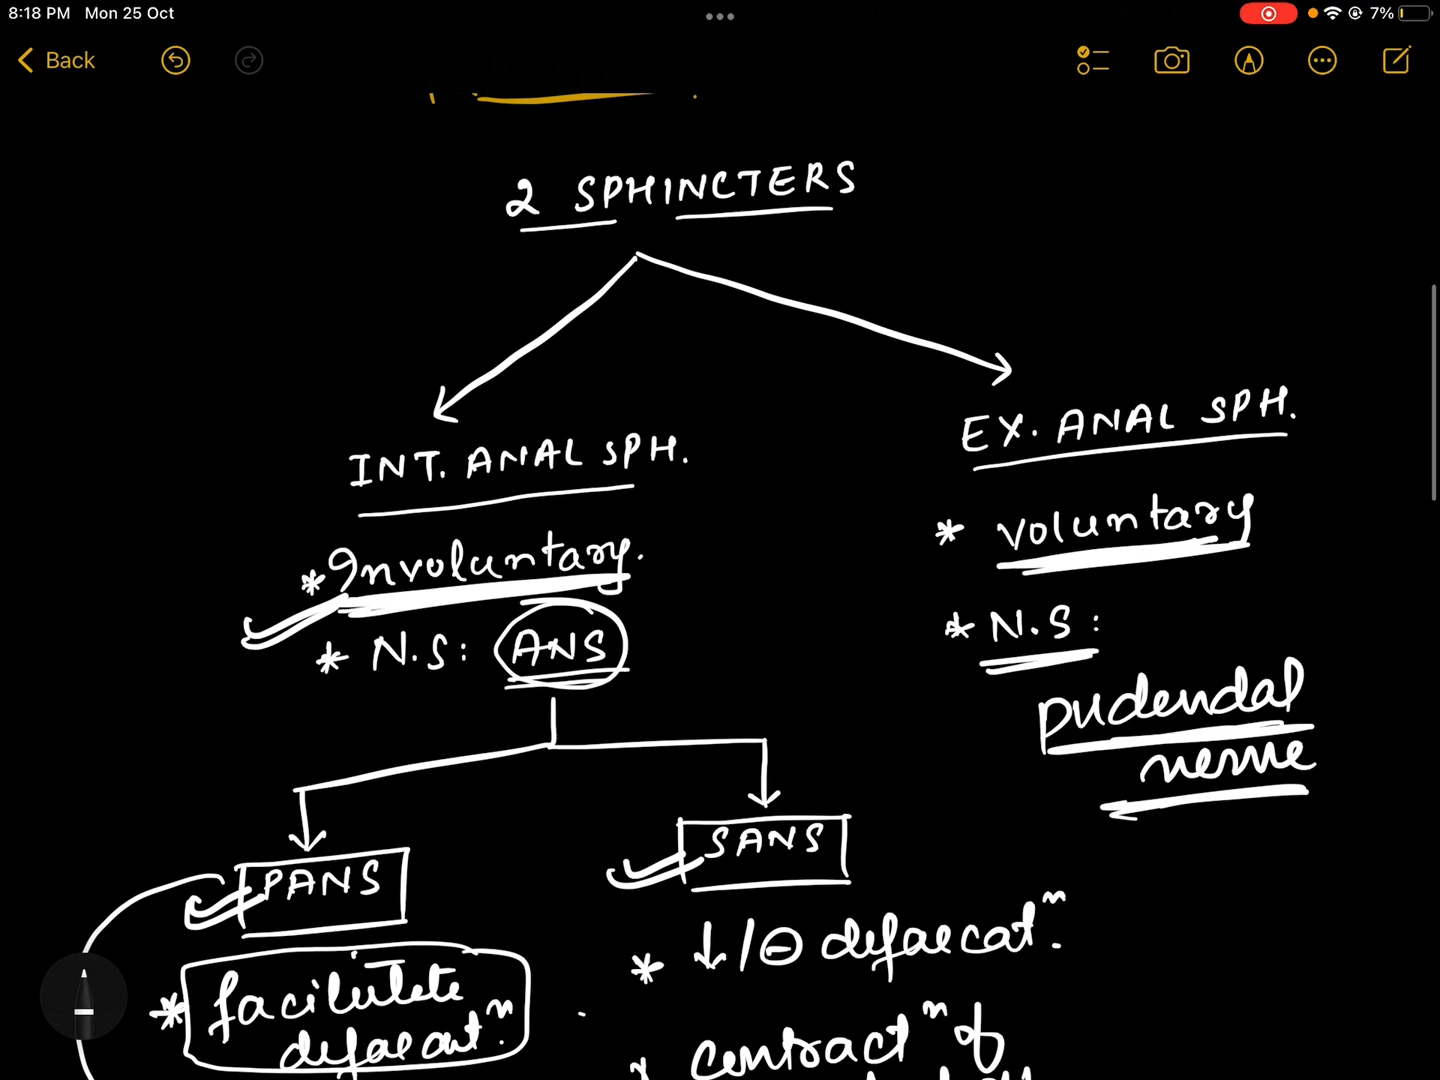 8:18 PM Mon 25 Oct
7%
Back
2 SPHINCTERS
INT. ANAL SPH.
*Involuntary.
* N.S: ANS
EX. ANAL SPH.
* voluntary
* N.S:
pudendal
nerve
PANS
* facilitete
defaecatⁿ.
SANS
* ↓/⊖ defaecatⁿ.
* contractⁿ of